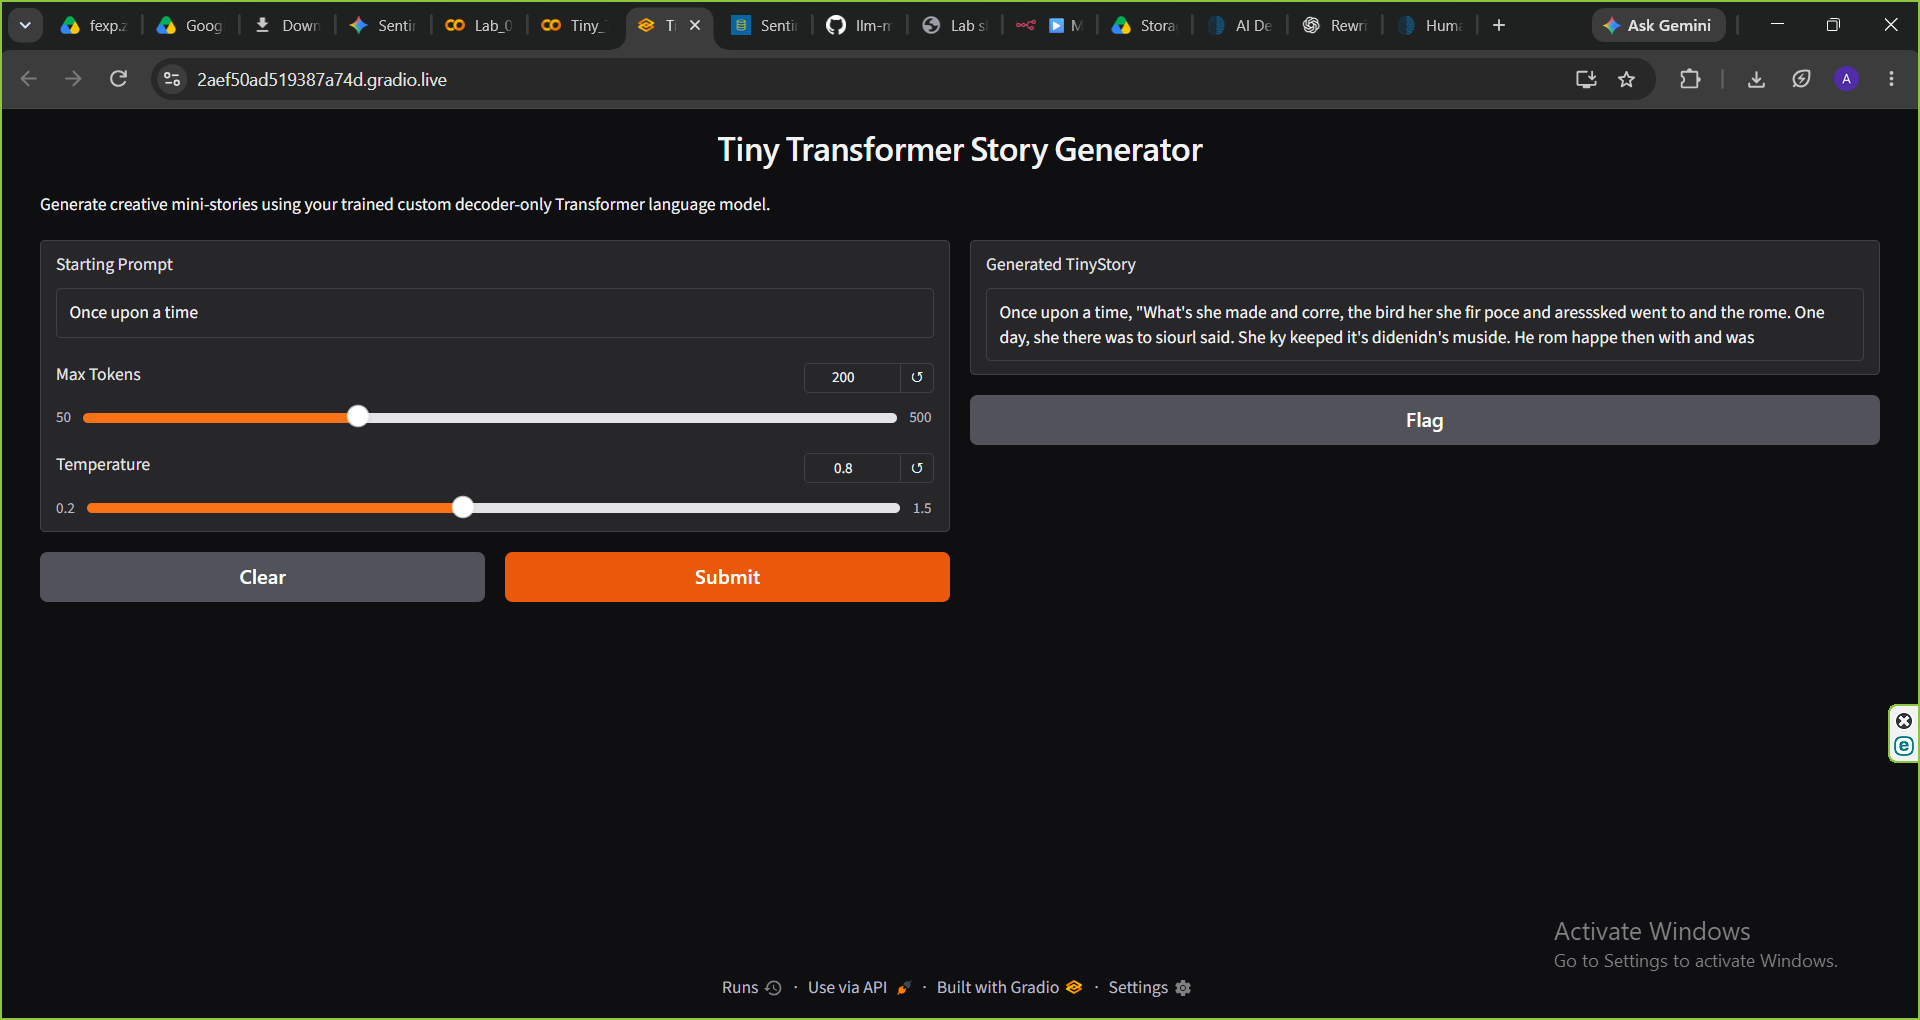 fexp.z
Goog
Down
Senti
Lab_0
Tiny_
Ti
Senti
llm-m
Lab s
M
Stora
AI De
Rewri
Huma
Ask Gemini
2aef50ad519387a74d.gradio.live
A
Tiny Transformer Story Generator
Generate creative mini-stories using your trained custom decoder-only Transformer language model.
Starting Prompt
Once upon a time
Max Tokens
200
50
500
Temperature
0.8
0.2
1.5
Clear
Submit
Generated TinyStory
Once upon a time, "What's she made and corre, the bird her she fir poce and aresssked went to and the rome. One
day, she there was to siourl said. She ky keeped it's didenidn's muside. He rom happe then with and was
Flag
Activate Windows
Go to Settings to activate Windows.
Runs · Use via API · Built with Gradio · Settings